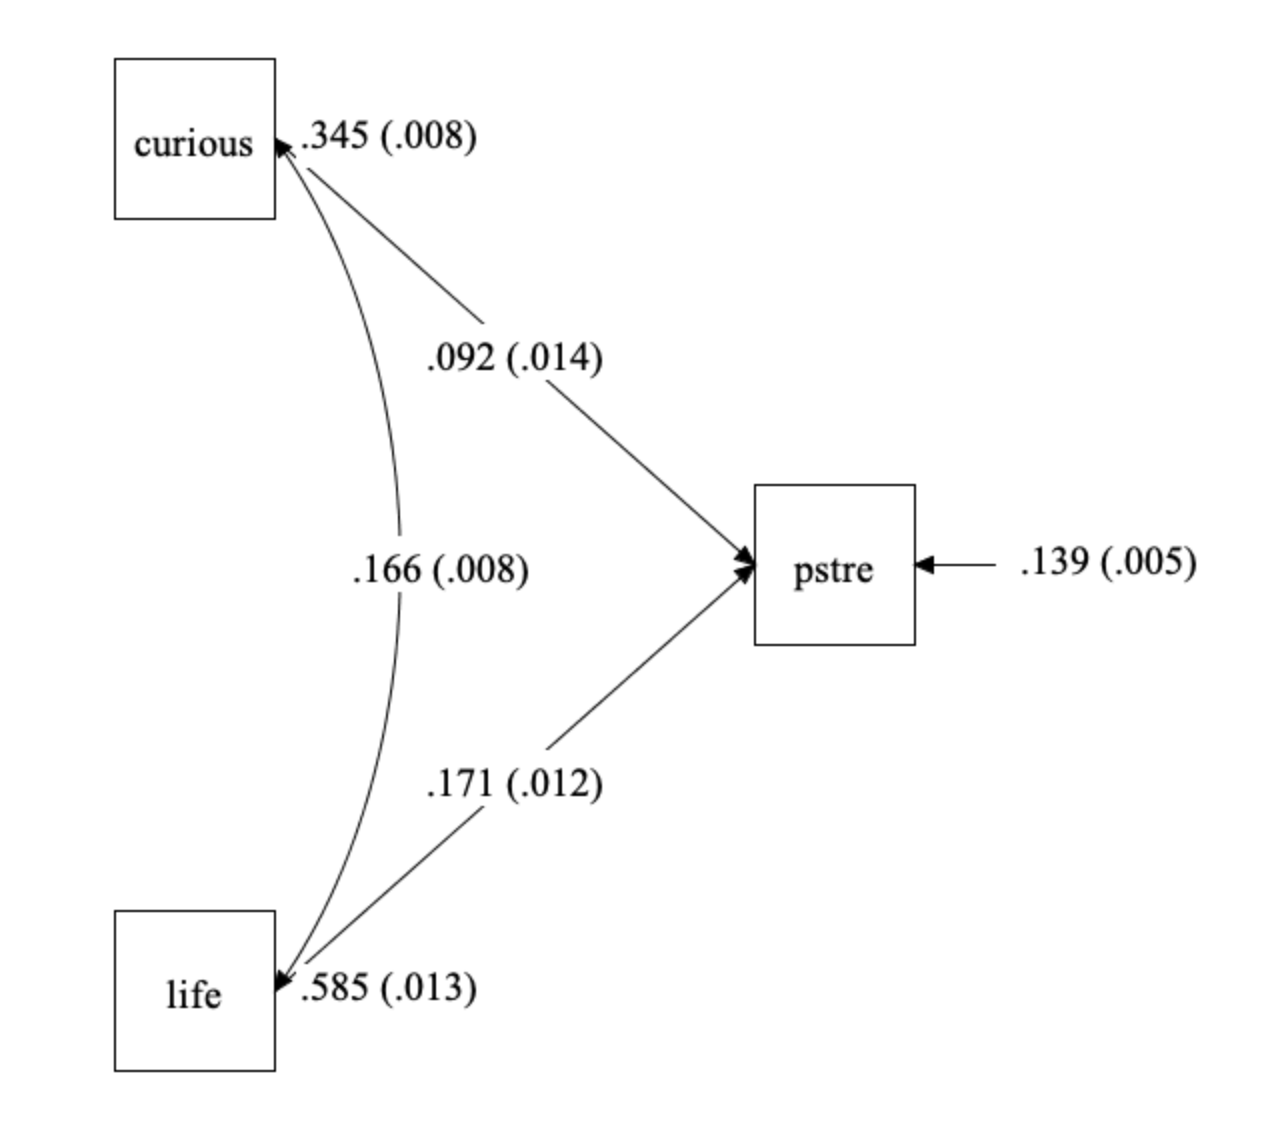 curious
.345 (.008)
.092 (.014)
.166 (.008)
pstre
.139 (.005)
.171 (.012)
life
.585 (.013)